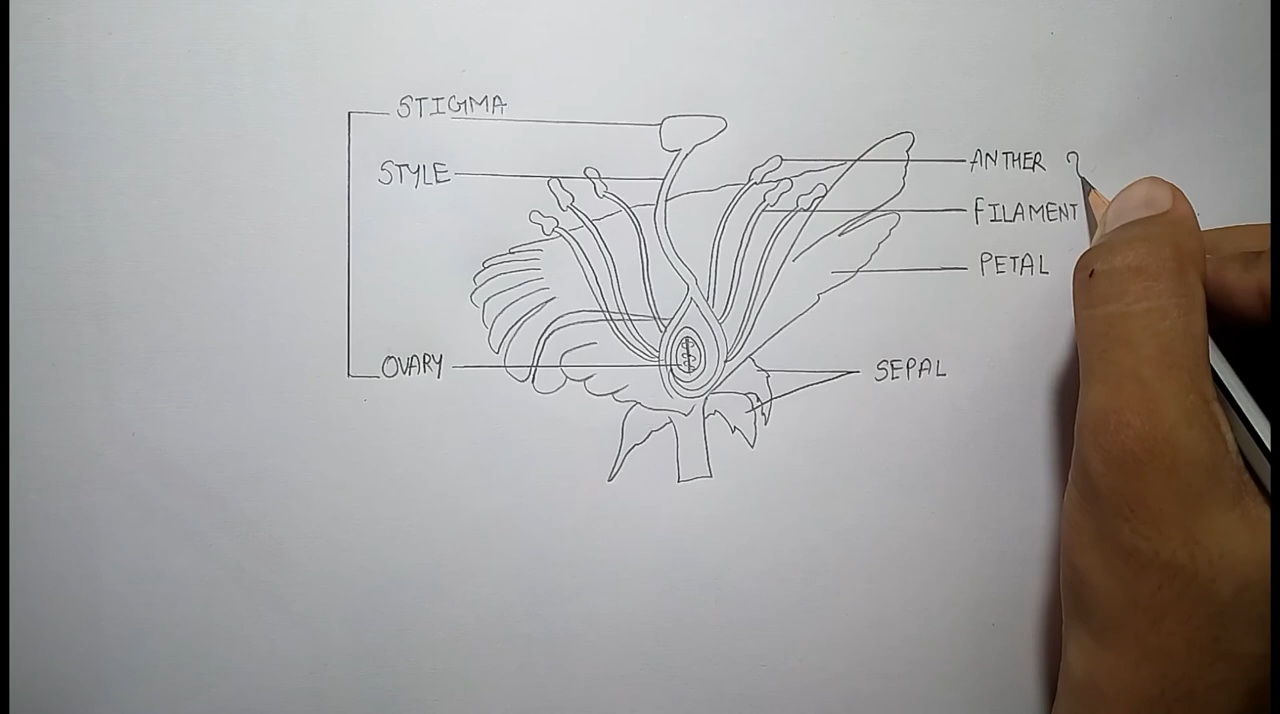 STIGMA
STYLE
OVARY
ANTHER
FILAMENT
PETAL
SEPAL